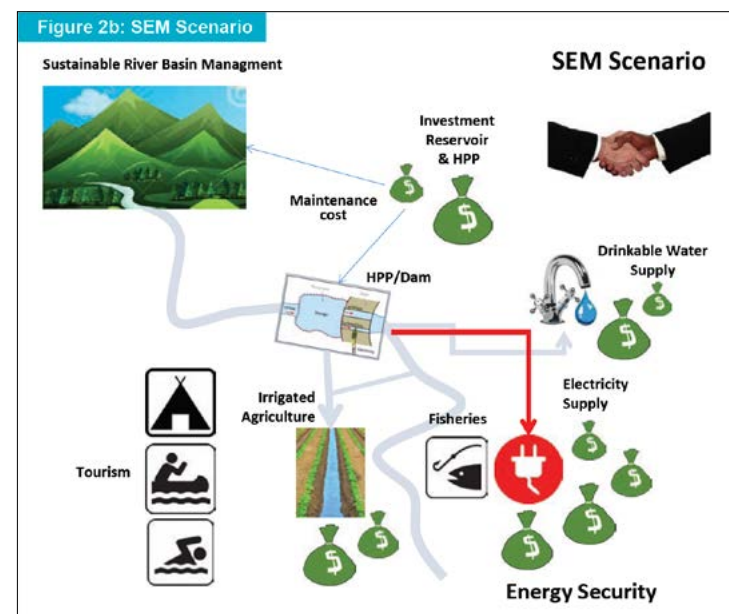 Figure 2b: SEM Scenario
Sustainable River Basin Managment
SEM Scenario
Investment
Reservoir
& HPP
Maintenance
cost
HPP/Dam
Drinkable Water
Supply
Irrigated
Agriculture
Electricity
Supply
Fisheries
Tourism
Energy Security
$
$
$
$
$
$
$
$
$
$